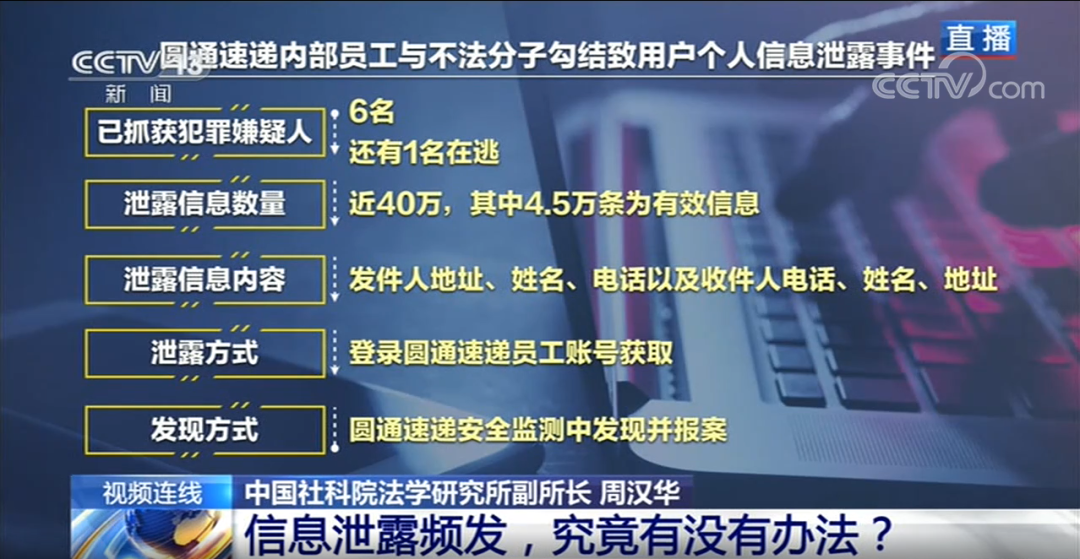 CCTV 13
新闻
圆通速递内部员工与不法分子勾结致用户个人信息泄露事件
直播
CCTV.com
已抓获犯罪嫌疑人
6名
还有1名在逃
泄露信息数量
近40万，其中4.5万条为有效信息
泄露信息内容
发件人地址、姓名、电话以及收件人电话、姓名、地址
泄露方式
登录圆通速递员工账号获取
发现方式
圆通速递安全监测中发现并报案
视频连线
中国社科院法学研究所副所长 周汉华
信息泄露频发，究竟有没有办法？